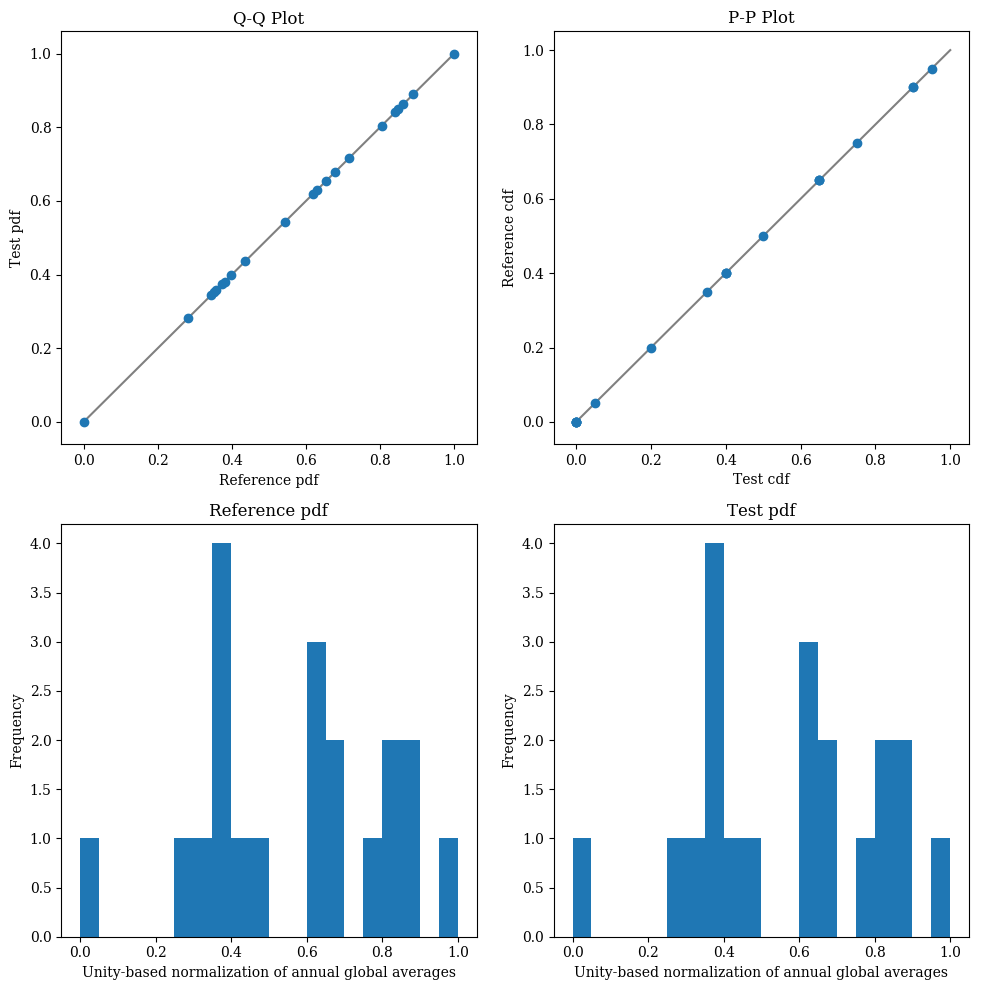 Q-Q Plot
1.0
0.8
0.6
0.4
0.2
0.0
Test pdf
0.0 0.2 0.4 0.6 0.8 1.0
Reference pdf
P-P Plot
1.0
0.8
0.6
0.4
0.2
0.0
Reference cdf
0.0 0.2 0.4 0.6 0.8 1.0
Test cdf
Reference pdf
4.0
3.5
3.0
2.5
2.0
1.5
1.0
0.5
0.0
Frequency
0.0 0.2 0.4 0.6 0.8 1.0
Unity-based normalization of annual global averages
Test pdf
4.0
3.5
3.0
2.5
2.0
1.5
1.0
0.5
0.0
Frequency
0.0 0.2 0.4 0.6 0.8 1.0
Unity-based normalization of annual global averages